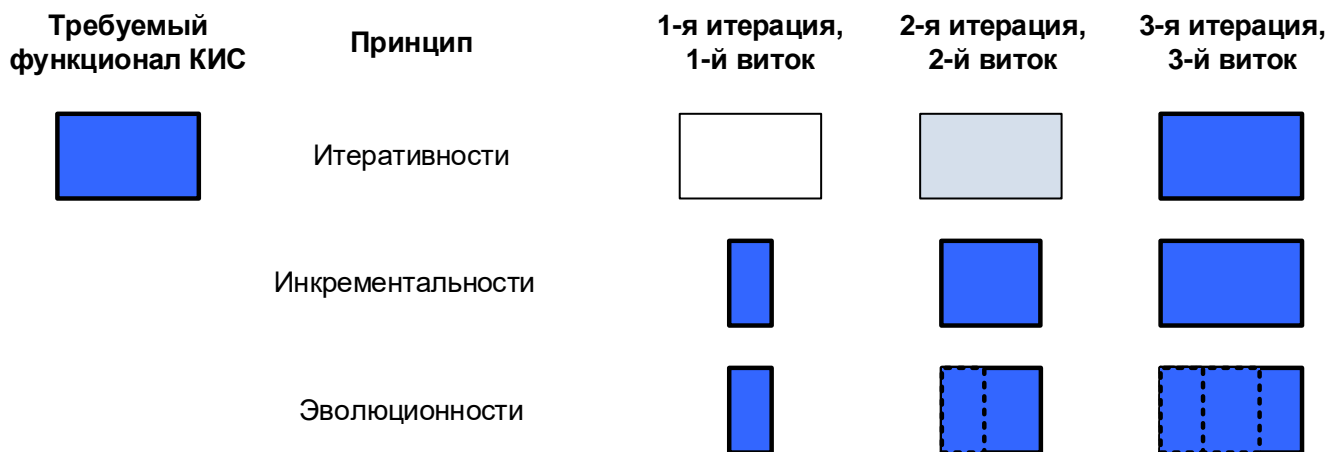 Требуемый
функционал КИС
Принцип
1-я итерация,
1-й виток
2-я итерация,
2-й виток
3-я итерация,
3-й виток
Итеративности
Инкрементальности
Эволюционности